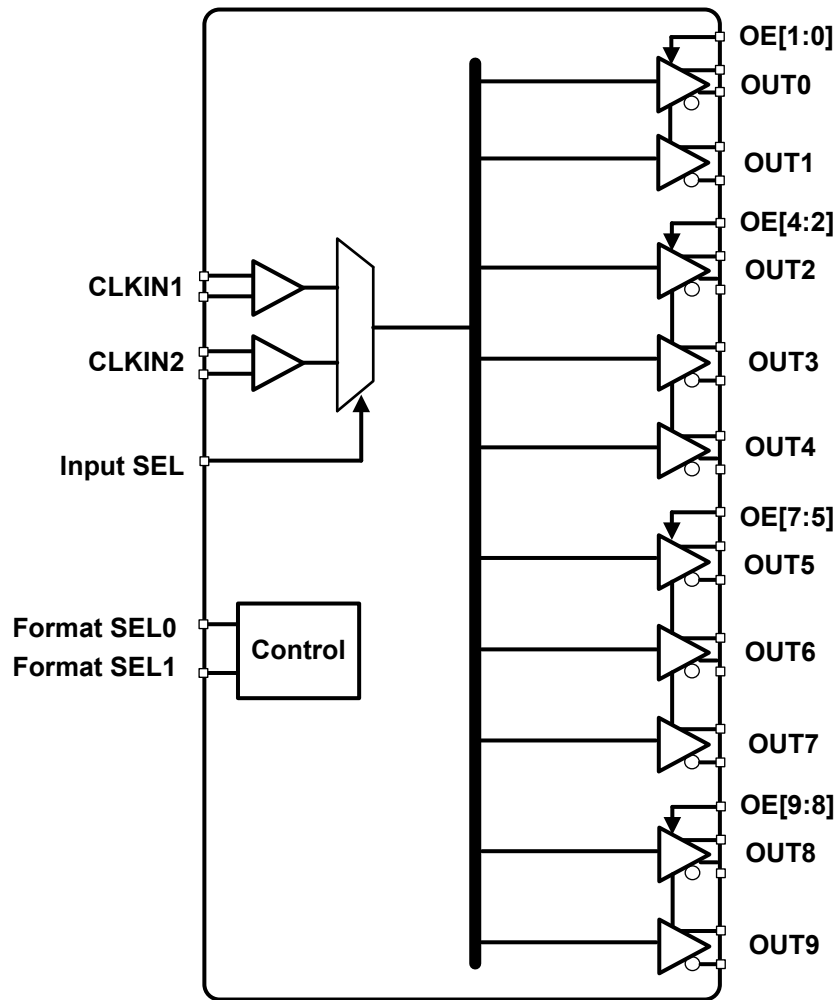 CLKIN1
CLKIN2
Input SEL
Format SEL0
Format SEL1
Control
OE[1:0]
OUT0
OUT1
OE[4:2]
OUT2
OUT3
OUT4
OE[7:5]
OUT5
OUT6
OUT7
OE[9:8]
OUT8
OUT9